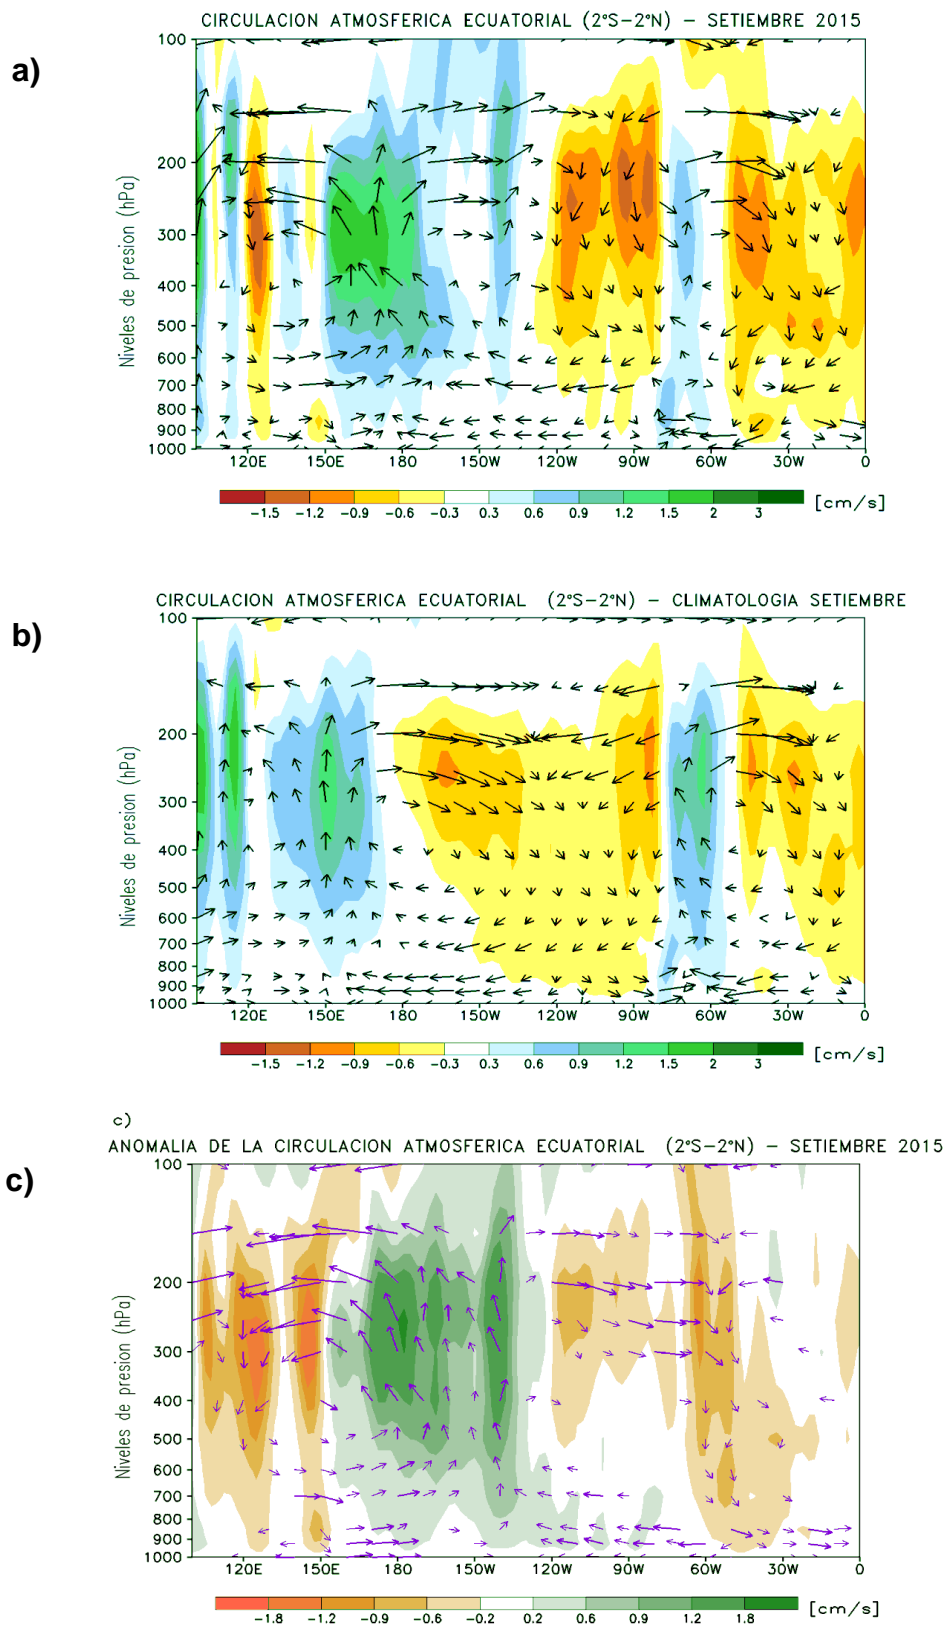 CIRCULACION ATMOSFERICA ECUATORIAL (2°S-2°N) - SETIEMBRE 2015
a)
100
200
300
400
500
600
700
800
900
1000
Niveles de presion (hPa)
120E 150E 180 150W 120W 90W 60W 30W 0
-1.5 -1.2 -0.9 -0.6 -0.3 0.3 0.6 0.9 1.2 1.5 2 3 [cm/s]
CIRCULACION ATMOSFERICA ECUATORIAL (2°S-2°N) - CLIMATOLOGIA SETIEMBRE
b)
100
200
300
400
500
600
700
800
900
1000
Niveles de presion (hPa)
120E 150E 180 150W 120W 90W 60W 30W 0
-1.5 -1.2 -0.9 -0.6 -0.3 0.3 0.6 0.9 1.2 1.5 2 3 [cm/s]
c)
ANOMALIA DE LA CIRCULACION ATMOSFERICA ECUATORIAL (2°S-2°N) - SETIEMBRE 2015
c)
100
200
300
400
500
600
700
800
900
1000
Niveles de presion (hPa)
120E 150E 180 150W 120W 90W 60W 30W 0
-1.8 -1.2 -0.9 -0.6 -0.2 0.2 0.6 0.9 1.2 1.8 [cm/s]